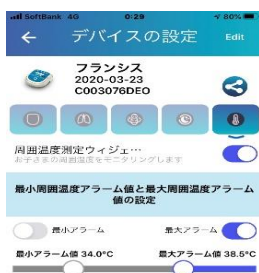 SoftBank 4G 0:29 80%
デバイスの設定 Edit
フランシス
2020-03-23
C003076DEO
周囲温度測定ウィジェ…
お子さまの周囲温度をモニタリングします
最小周囲温度アラーム値と最大周囲温度アラーム
値の設定
最小アラーム 最大アラーム
最小アラーム 34.0°C 最大アラーム 38.5°C